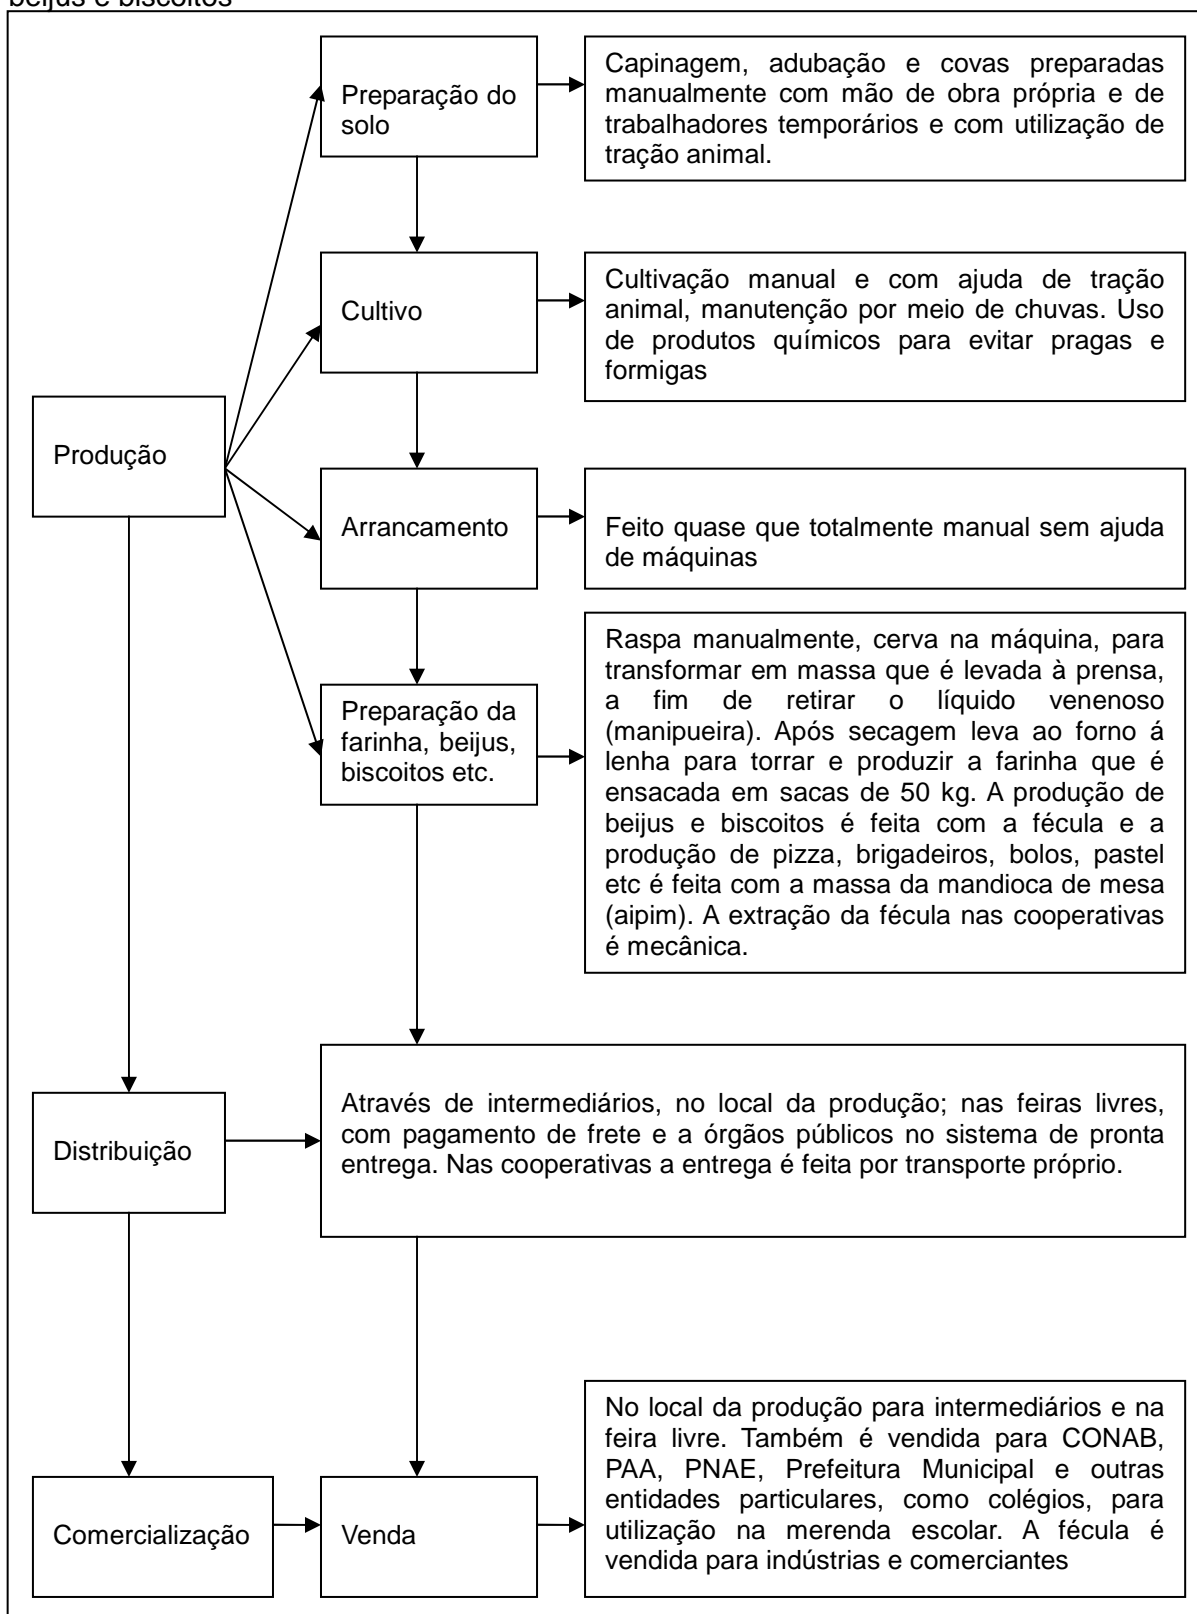 beijus e biscoitos
Preparação do
solo
Capinagem, adubação e covas preparadas
manualmente com mão de obra própria e de
trabalhadores temporários e com utilização de
tração animal.
Cultivo
Cultivação manual e com ajuda de tração
animal, manutenção por meio de chuvas. Uso
de produtos químicos para evitar pragas e
formigas
Produção
Arrancamento
Feito quase que totalmente manual sem ajuda
de máquinas
Preparação da
farinha, beijus,
biscoitos etc.
Raspa manualmente, cerva na máquina, para
transformar em massa que é levada à prensa,
a fim de retirar o líquido venenoso
(manipueira). Após secagem leva ao forno á
lenha para torrar e produzir a farinha que é
ensacada em sacas de 50 kg. A produção de
beijus e biscoitos é feita com a fécula e a
produção de pizza, brigadeiros, bolos, pastel
etc é feita com a massa da mandioca de mesa
(aipim). A extração da fécula nas cooperativas
é mecânica.
Distribuição
Através de intermediários, no local da produção; nas feiras livres,
com pagamento de frete e a órgãos públicos no sistema de pronta
entrega. Nas cooperativas a entrega é feita por transporte próprio.
Comercialização
Venda
No local da produção para intermediários e na
feira livre. Também é vendida para CONAB,
PAA, PNAE, Prefeitura Municipal e outras
entidades particulares, como colégios, para
utilização na merenda escolar. A fécula é
vendida para indústrias e comerciantes